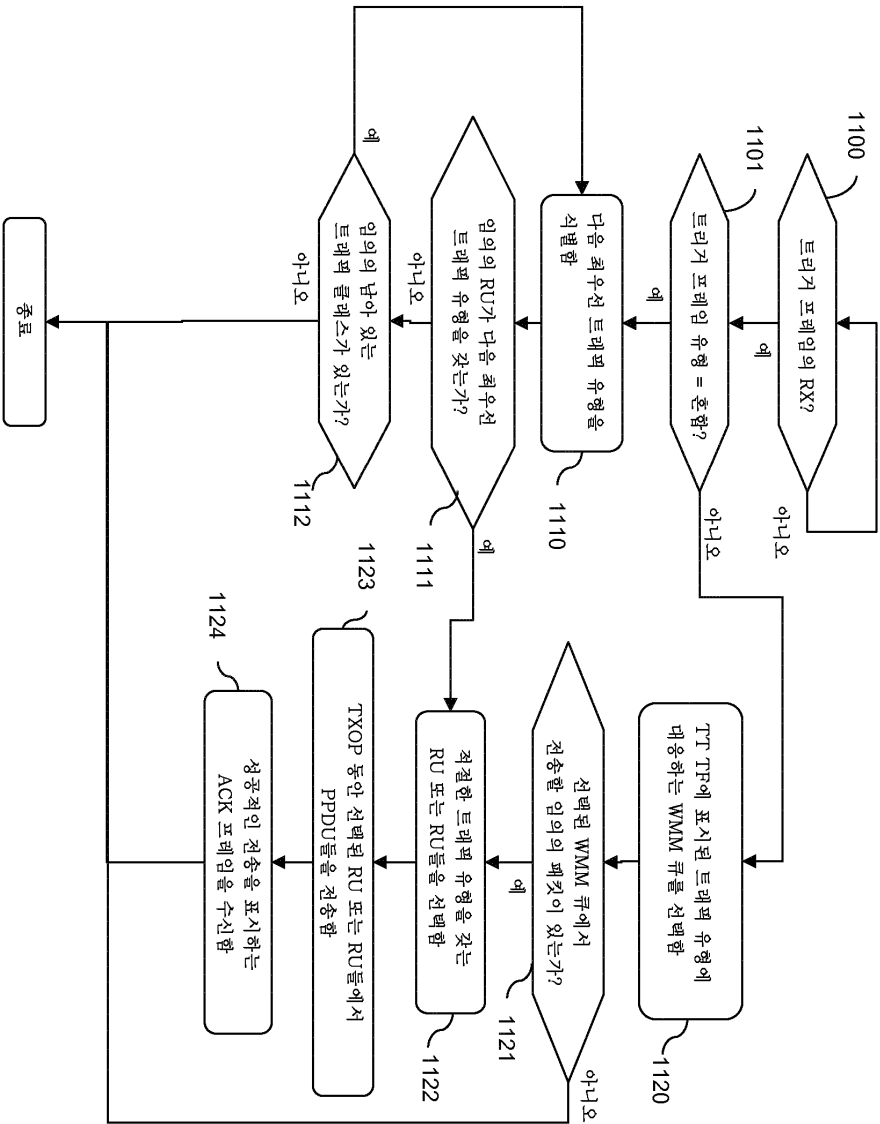 1100
트리거 프레임의 RX?
예
아니오
1101
트리거 프레임 유형 = 혼합?
예
아니오
다음 최우선 트래픽 유형을
식별함
1110
임의의 RU가 다음 최우선
트래픽 유형을 갖는가?
1111
예
아니오
임의의 남아 있는
트래픽 클래스가 있는가?
1112
예
아니오
종료
TT TF에 표시된 트래픽 유형에
대응하는 WMM 큐를 선택함
1120
선택된 WMM 큐에서
전송할 임의의 패킷이 있는가?
1121
예
아니오
적절한 트래픽 유형을 갖는
RU 또는 RU들을 선택함
1122
1123
TXOP 동안 선택된 RU 또는 RU들에서
PPDU들을 전송함
1124
성공적인 전송을 표시하는
ACK 프레임을 수신함